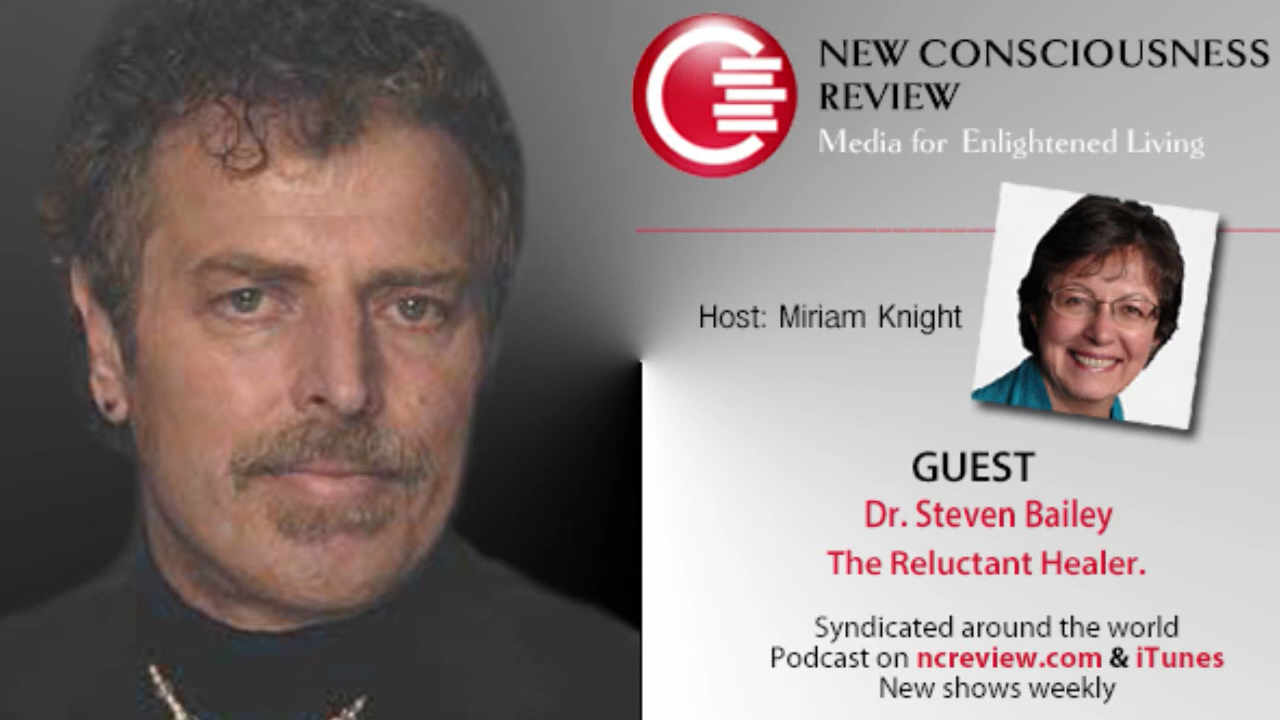 NEW CONSCIOUSNESS
REVIEW
Media for Enlightened Living
Host: Miriam Knight
GUEST
Dr. Steven Bailey
The Reluctant Healer.
Syndicated around the world
Podcast on ncreview.com & iTunes
New shows weekly